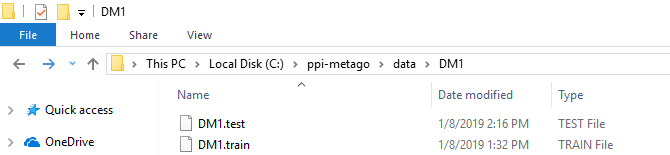 DM1
File Home Share View
This PC Local Disk (C:) ppi-metago data DM1
Name Date modified Type
Quick access
DM1.test 1/8/2019 2:16 PM TEST File
OneDrive
DM1.train 1/8/2019 1:32 PM TRAIN File